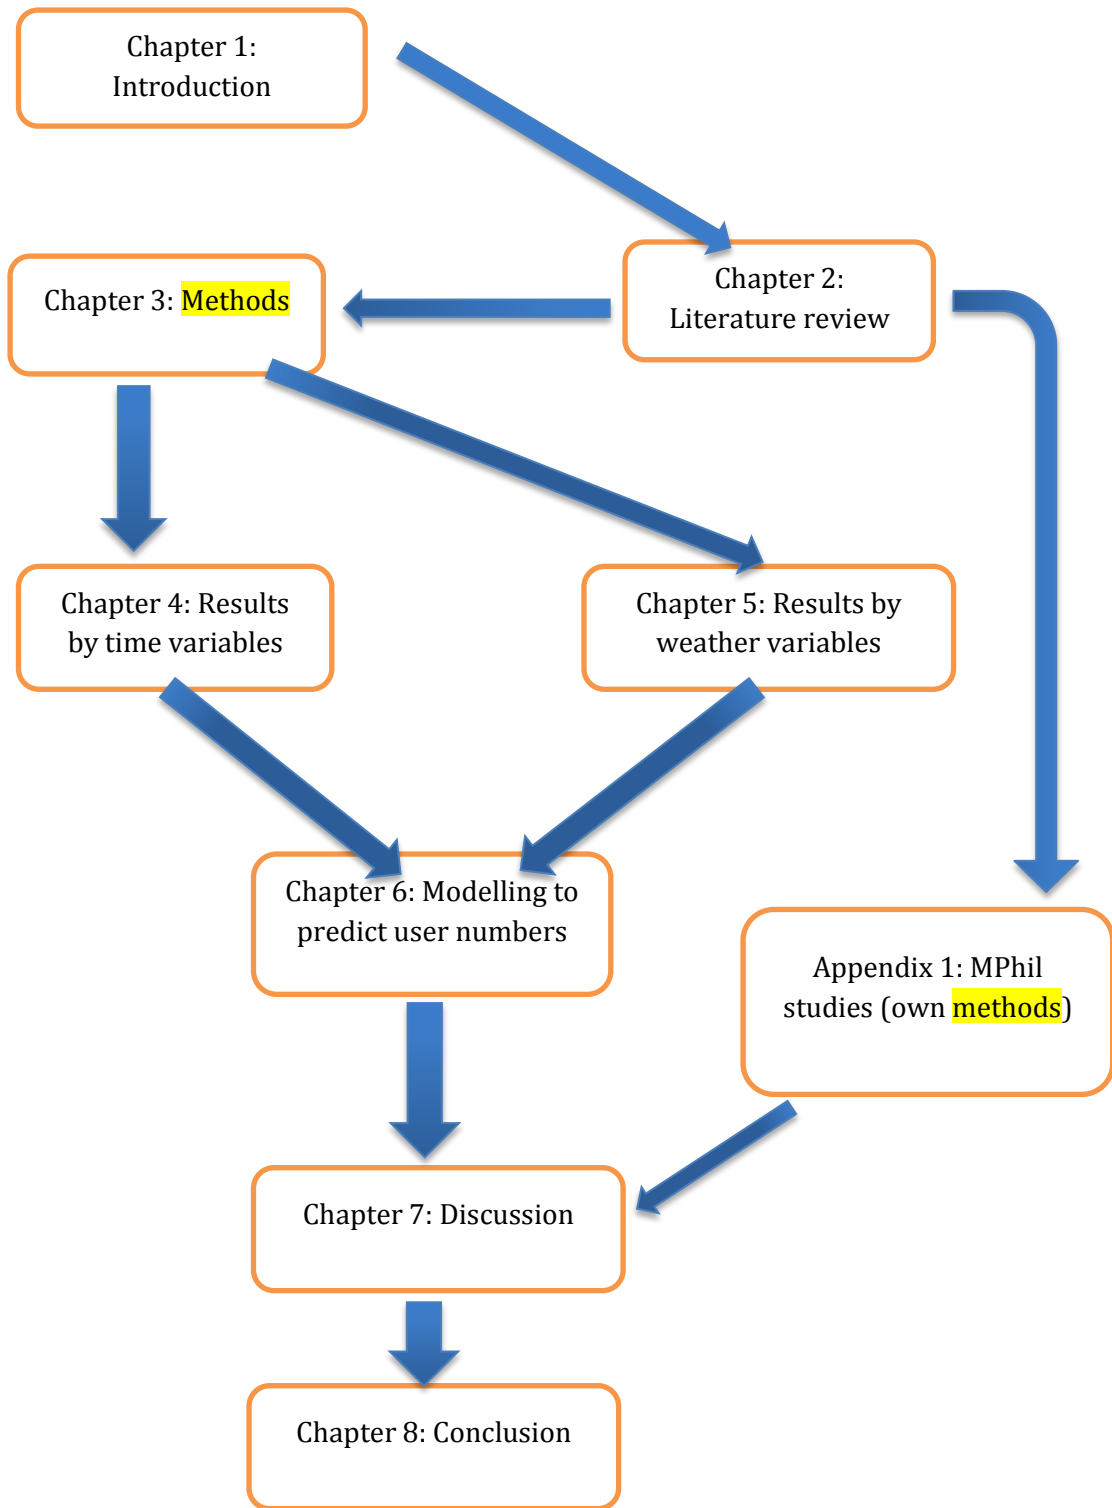 Chapter 1:
Introduction
Chapter 2:
Literature review
Chapter 3: Methods
Chapter 4: Results
by time variables
Chapter 5: Results by
weather variables
Chapter 6: Modelling to
predict user numbers
Appendix 1: MPhil
studies (own methods)
Chapter 7: Discussion
Chapter 8: Conclusion